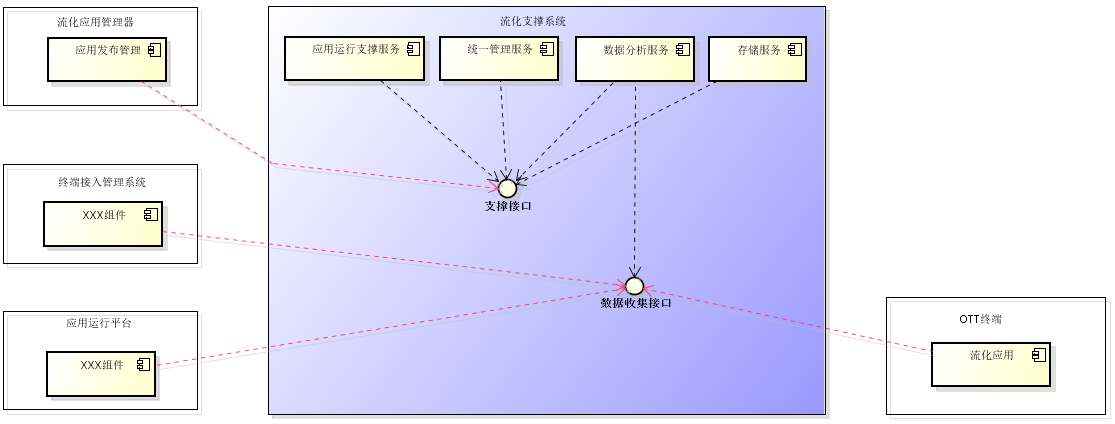 流化应用管理器
应用发布管理
流化支撑系统
应用运行支撑服务
统一管理服务
数据分析服务
存储服务
支撑接口
数据收集接口
终端接入管理系统
XXX组件
应用运行平台
XXX组件
OTT终端
流化应用